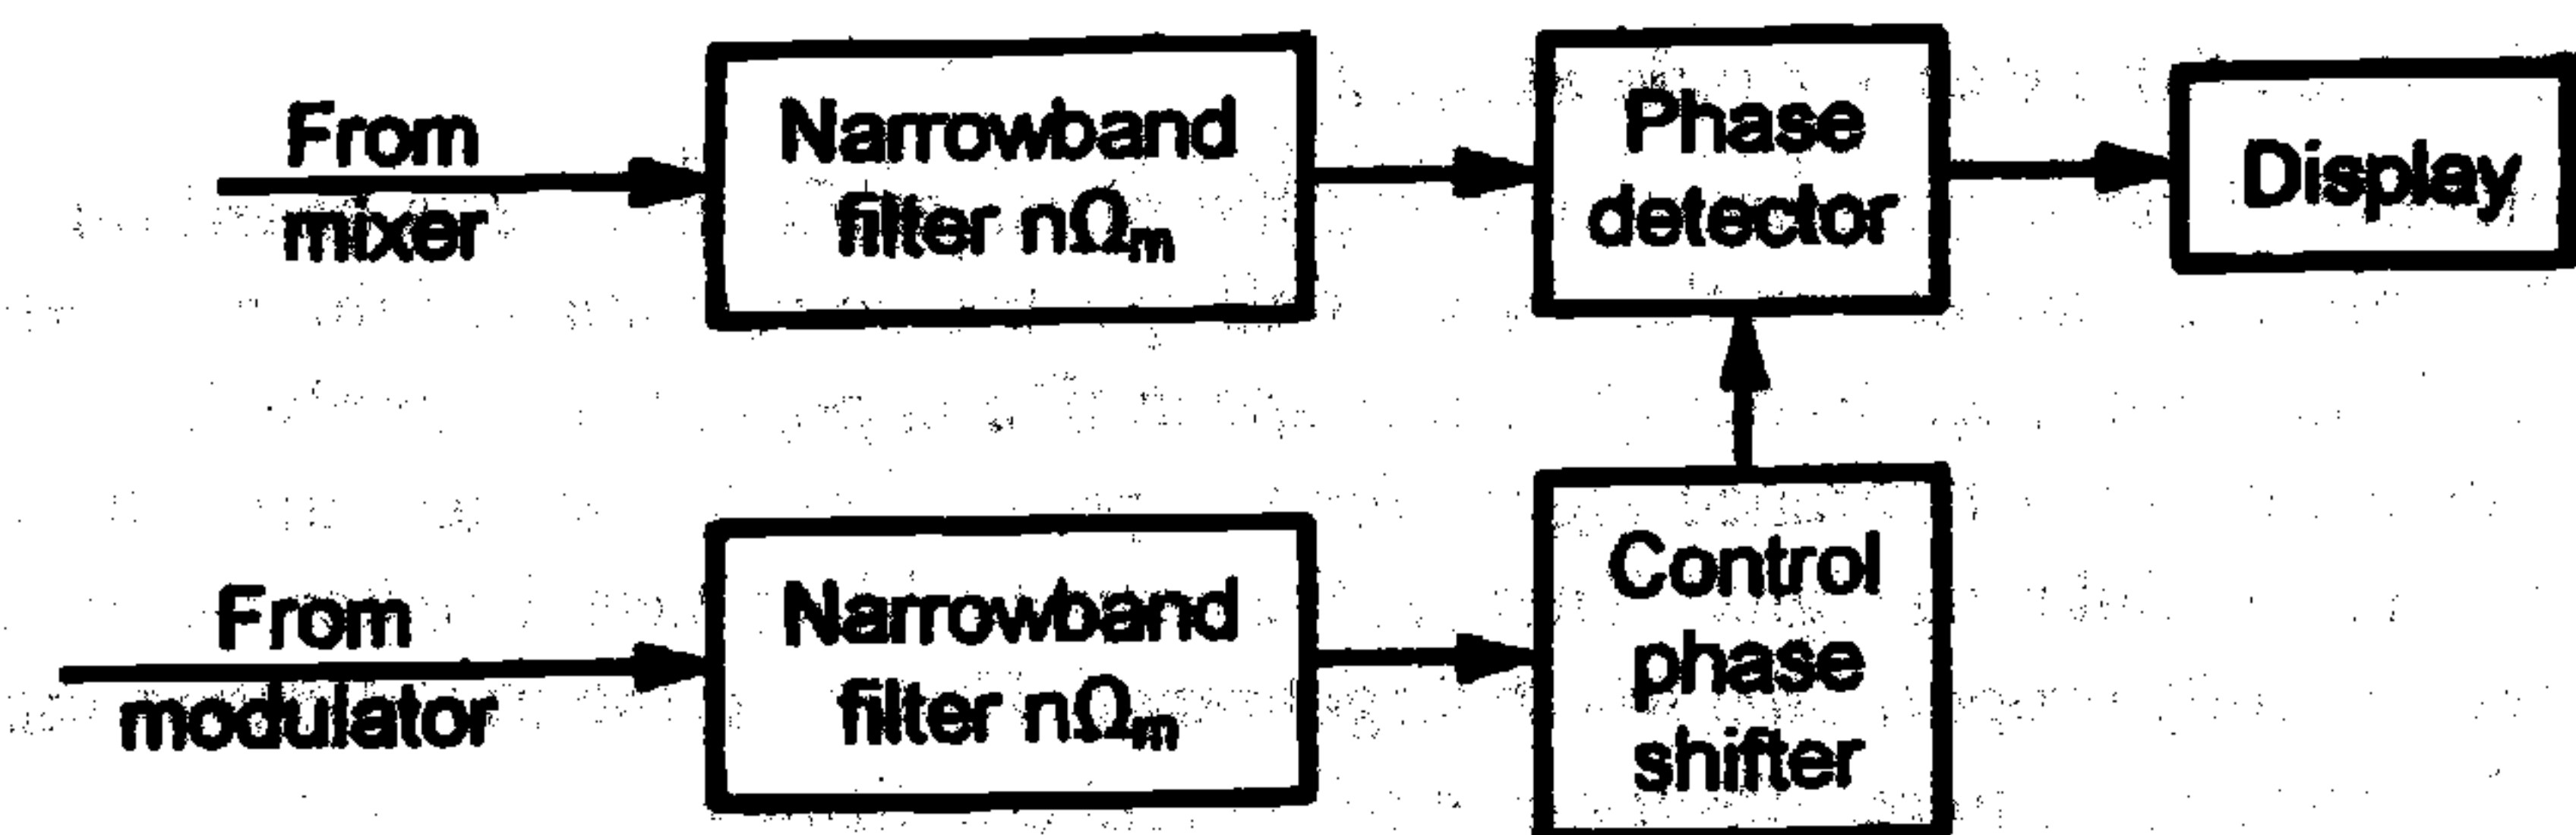 From
mixer
Narrowband
filter nΩm
Phase
detector
Display
From
modulator
Narrowband
filter nΩm
Control
phase
shifter